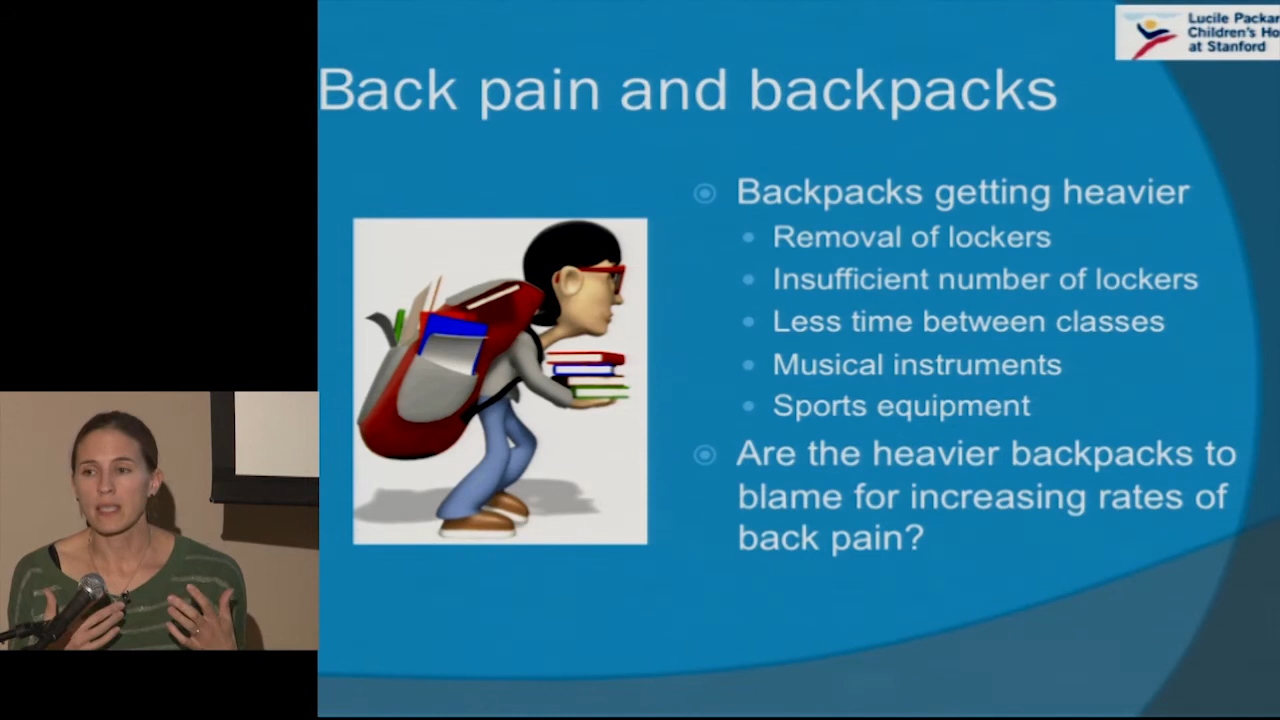 Lucile Packar
Children's Ho
at Stanford
Back pain and backpacks
Backpacks getting heavier
Removal of lockers
Insufficient number of lockers
Less time between classes
Musical instruments
Sports equipment
Are the heavier backpacks to
blame for increasing rates of
back pain?